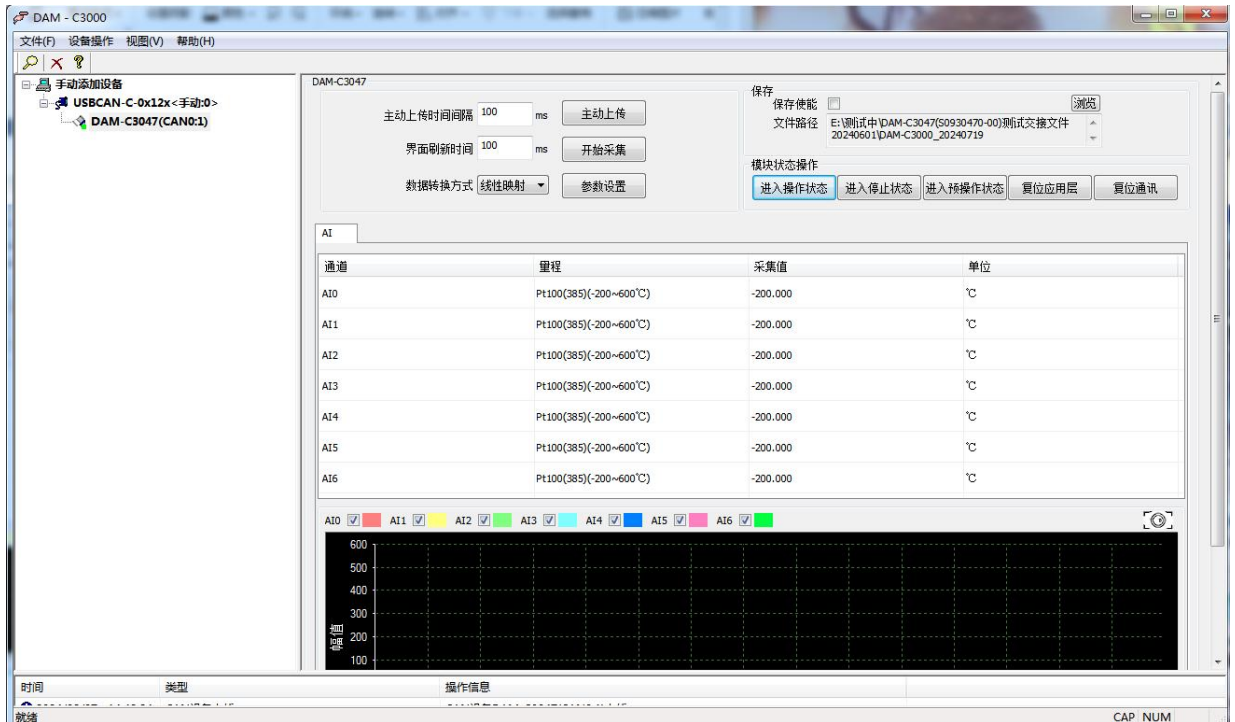 DAM - C3000
文件(F) 设备操作 视图(V) 帮助(H)
手动添加设备
USBCAN-C-0x12x<手动:0>
DAM-C3047(CAN0:1)
DAM-C3047
主动上传时间间隔 100 ms 主动上传
界面刷新时间 100 ms 开始采集
数据转换方式 线性映射 参数设置
保存
保存使能 浏览
文件路径 E:\测试中\DAM-C3047(S0930470-00)测试交接文件
20240601\DAM-C3000_20240719
模块状态操作
进入操作状态 进入停止状态 进入预操作状态 复位应用层 复位通讯
AI
通道 量程 采集值 单位
AI0 Pt100(385)(-200~600℃) -200.000 ℃
AI1 Pt100(385)(-200~600℃) -200.000 ℃
AI2 Pt100(385)(-200~600℃) -200.000 ℃
AI3 Pt100(385)(-200~600℃) -200.000 ℃
AI4 Pt100(385)(-200~600℃) -200.000 ℃
AI5 Pt100(385)(-200~600℃) -200.000 ℃
AI6 Pt100(385)(-200~600℃) -200.000 ℃
AI0 AI1 AI2 AI3 AI4 AI5 AI6
600
500
400
300
幅值
200
100
时间 类型 操作信息
就绪 CAP NUM